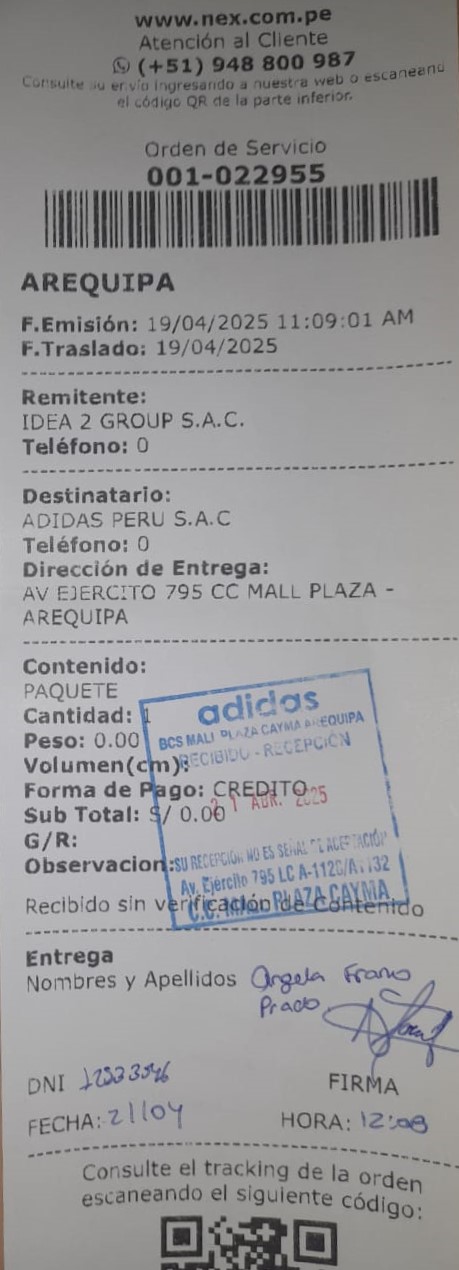 www.nex.com.pe
Atención al Cliente
(+51) 948 800 987
Consulte su envío ingresando a nuestra web o escaneando
el código QR de la parte inferior.
Orden de Servicio
001-022955
AREQUIPA
F.Emisión: 19/04/2025 11:09:01 AM
F.Traslado: 19/04/2025
Remitente:
IDEA 2 GROUP S.A.C.
Teléfono: 0
Destinatario:
ADIDAS PERU S.A.C
Teléfono: 0
Dirección de Entrega:
AV EJERCITO 795 CC MALL PLAZA -
AREQUIPA
Contenido:
PAQUETE
Cantidad: 1
Peso: 0.00
Volumen(cm):
Forma de Pago: CREDITO
Sub Total: S/ 0.00
G/R:
Observacion:
adidas
BCS MALL PLAZA CAYMA AREQUIPA
RECIBIDO - RECEPCIÓN
21 ABR. 2025
SU RECEPCIÓN NO ES SEÑAL DE ACEPTACIÓN
Av. Ejército 795 LC
C.C. MALL PLAZA CAYMA
Recibido sin verificación de Contenido
Entrega
Nombres y Apellidos Angela Franco
Prado
DNI
FIRMA
FECHA: 21/04
HORA: 12:08
Consulte el tracking de la orden
escaneando el siguiente código: